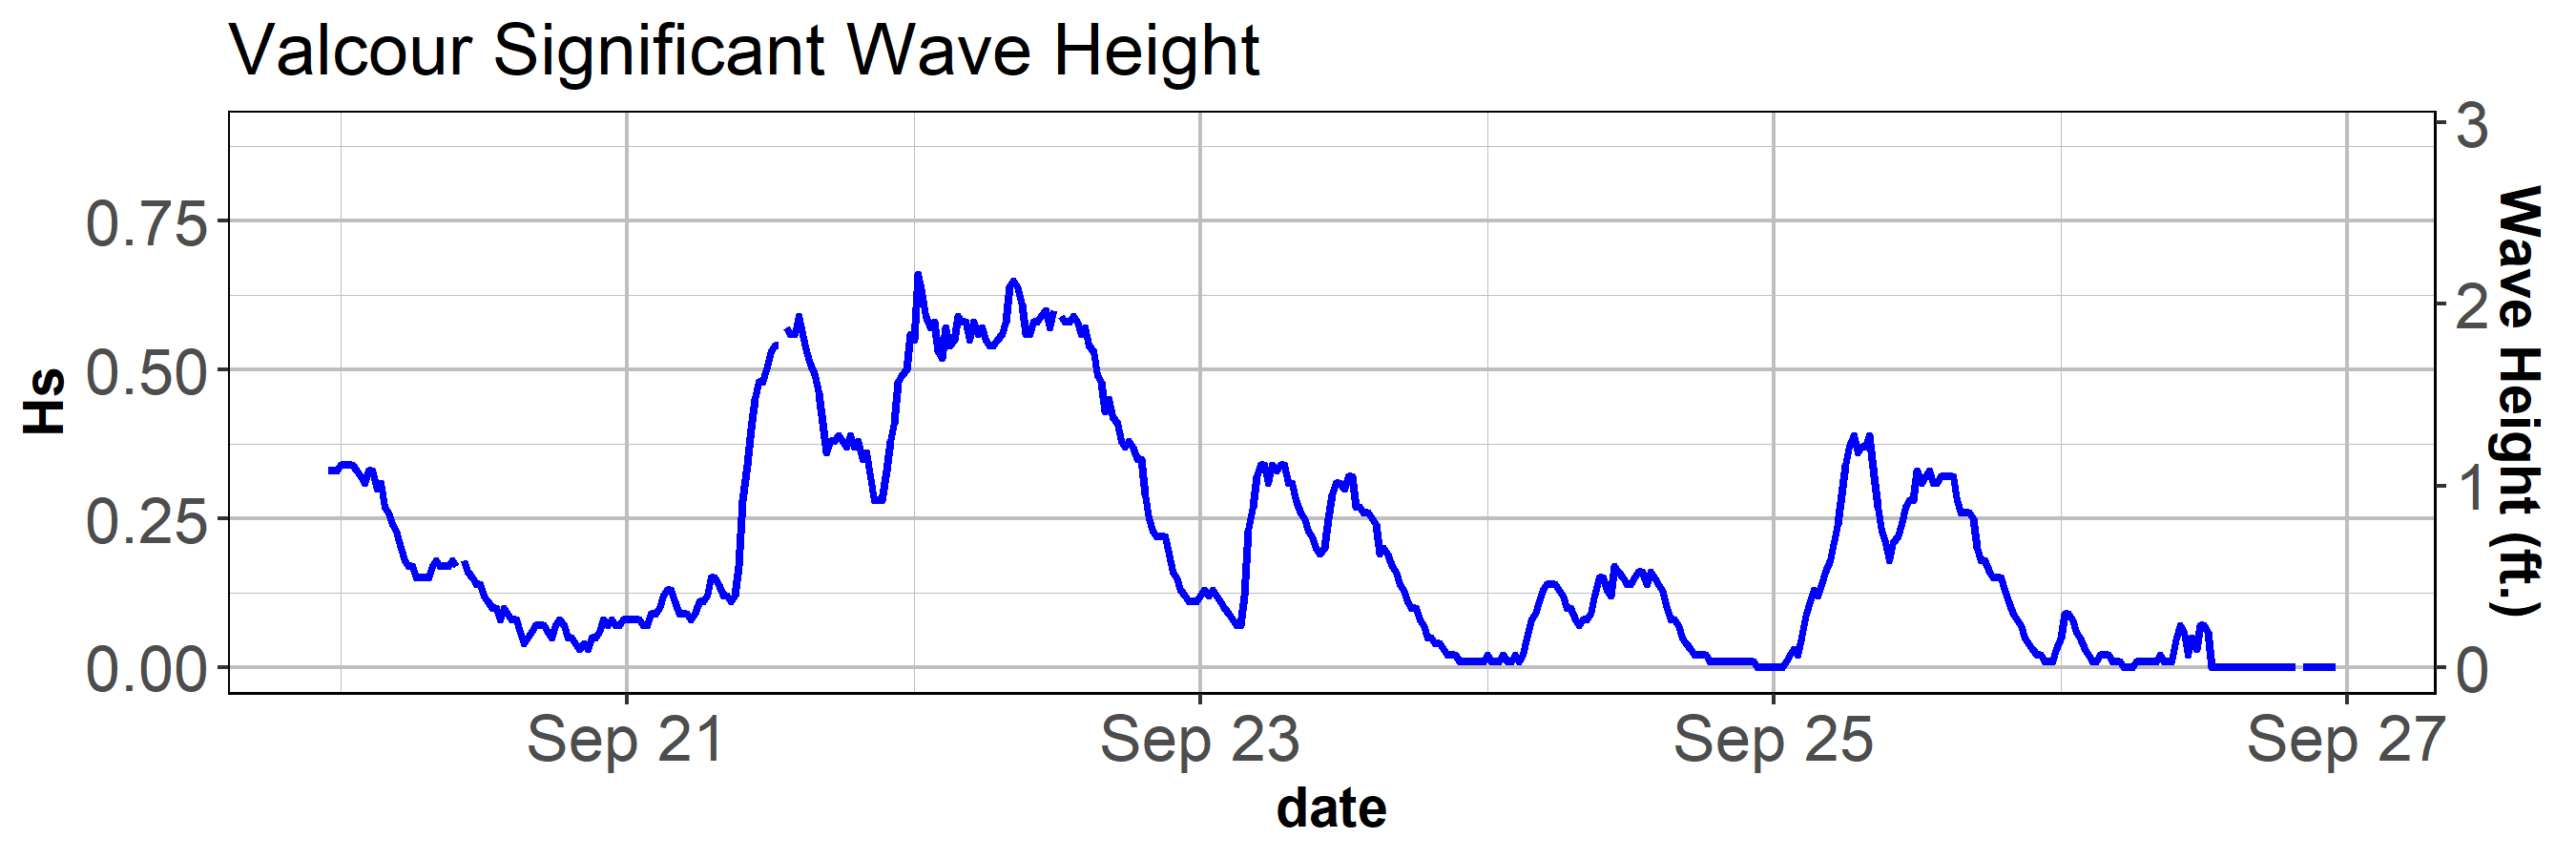 Valcour Significant Wave Height
Hs
0.75
0.50
0.25
0.00
3
2
1
0
Wave Height (ft.)
Sep 21 Sep 23 Sep 25 Sep 27
date